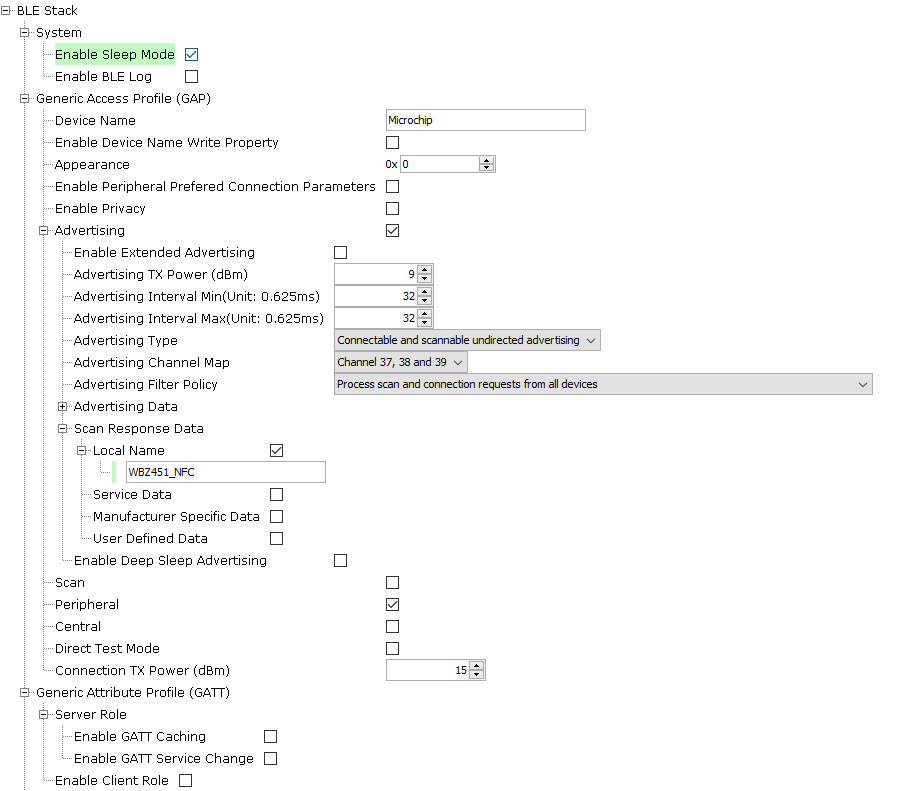 BLE Stack
System
Enable Sleep Mode
Enable BLE Log
Generic Access Profile (GAP)
Device Name Microchip
Enable Device Name Write Property
Appearance 0x 0
Enable Peripheral Prefered Connection Parameters
Enable Privacy
Advertising
Enable Extended Advertising
Advertising TX Power (dBm) 9
Advertising Interval Min(Unit: 0.625ms) 32
Advertising Interval Max(Unit: 0.625ms) 32
Advertising Type Connectable and scannable undirected advertising
Advertising Channel Map Channel 37, 38 and 39
Advertising Filter Policy Process scan and connection requests from all devices
Advertising Data
Scan Response Data
Local Name
WBZ451_NFC
Service Data
Manufacturer Specific Data
User Defined Data
Enable Deep Sleep Advertising
Scan
Peripheral
Central
Direct Test Mode
Connection TX Power (dBm) 15
Generic Attribute Profile (GATT)
Server Role
Enable GATT Caching
Enable GATT Service Change
Enable Client Role